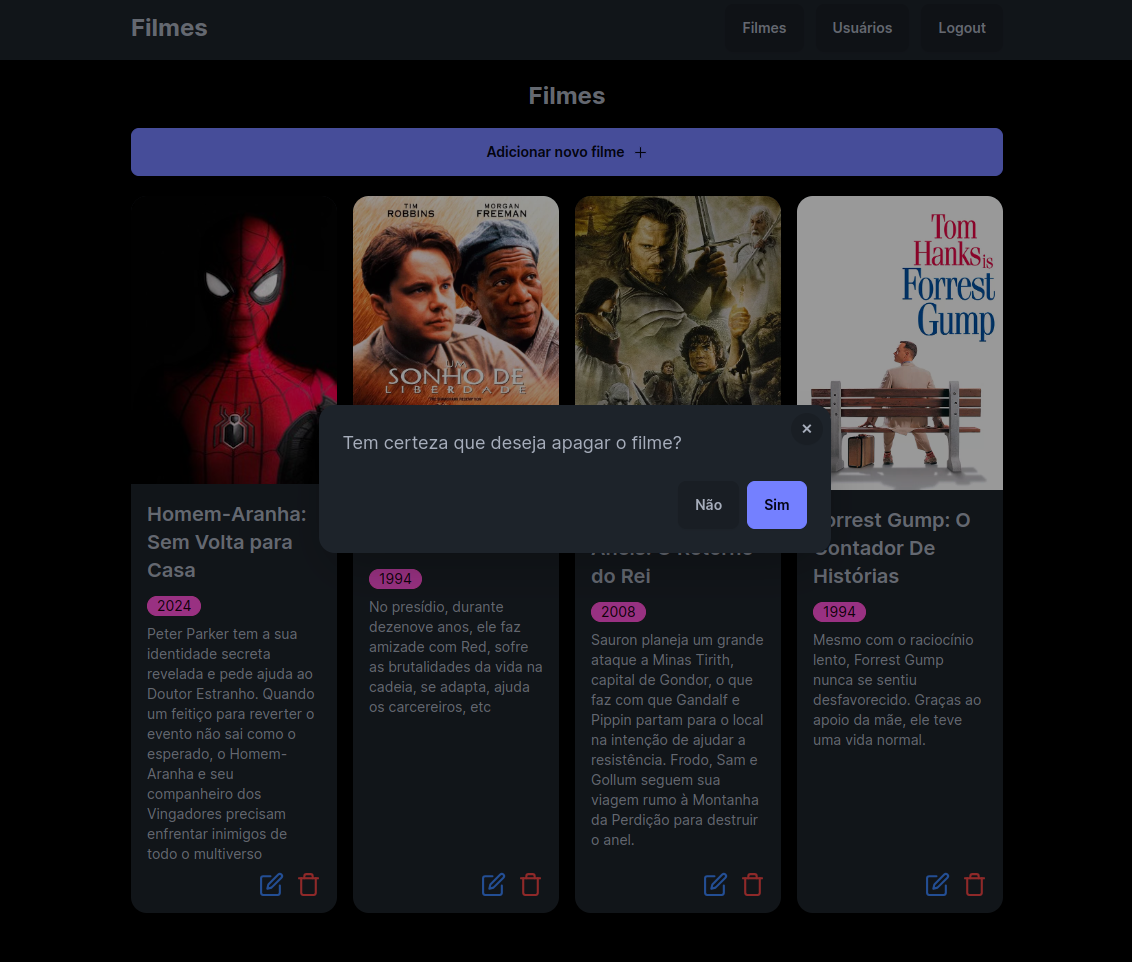 Filmes
Filmes
Usuários
Logout
Filmes
Adicionar novo filme +
TIM ROBBINS
MORGAN FREEMAN
UM
SONHO DE
LIBERDADE
Tom
Hanks is
Forrest
Gump
Tem certeza que deseja apagar o filme?
Não
Sim
Homem-Aranha:
Sem Volta para
Casa
2024
Peter Parker tem a sua
identidade secreta
revelada e pede ajuda ao
Doutor Estranho. Quando
um feitiço para reverter o
evento não sai como o
esperado, o Homem-
Aranha e seu
companheiro dos
Vingadores precisam
enfrentar inimigos de
todo o multiverso
1994
No presídio, durante
dezenove anos, ele faz
amizade com Red, sofre
as brutalidades da vida na
cadeia, se adapta, ajuda
os carcereiros, etc
do Rei
2008
Sauron planeja um grande
ataque a Minas Tirith,
capital de Gondor, o que
faz com que Gandalf e
Pippin partam para o local
na intenção de ajudar a
resistência. Frodo, Sam e
Gollum seguem sua
viagem rumo à Montanha
da Perdição para destruir
o anel.
Forrest Gump: O
Contador De
Histórias
1994
Mesmo com o raciocínio
lento, Forrest Gump
nunca se sentiu
desfavorecido. Graças ao
apoio da mãe, ele teve
uma vida normal.